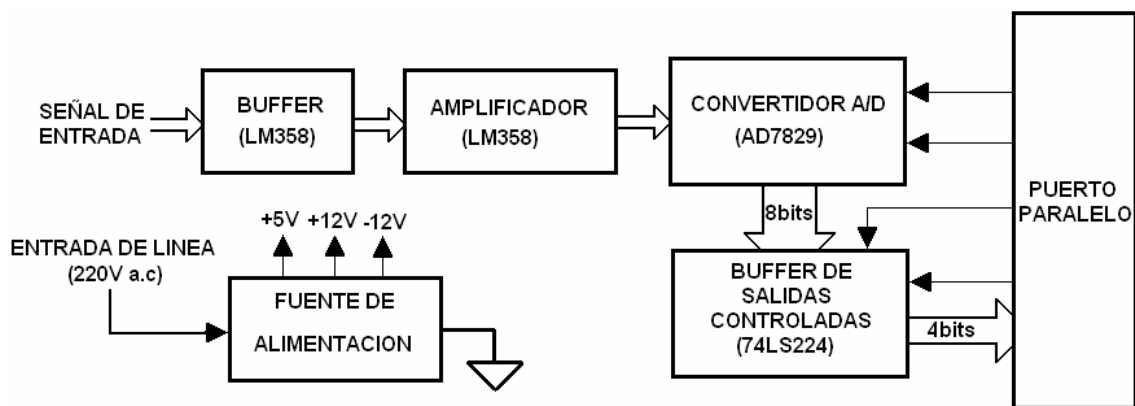 SEÑAL DE
ENTRADA
BUFFER
(LM358)
AMPLIFICADOR
(LM358)
CONVERTIDOR A/D
(AD7829)
PUERTO
PARALELO
8bits
+5V +12V -12V
ENTRADA DE LINEA
(220V a.c)
FUENTE DE
ALIMENTACION
BUFFER DE
SALIDAS
CONTROLADAS
(74LS224)
4bits